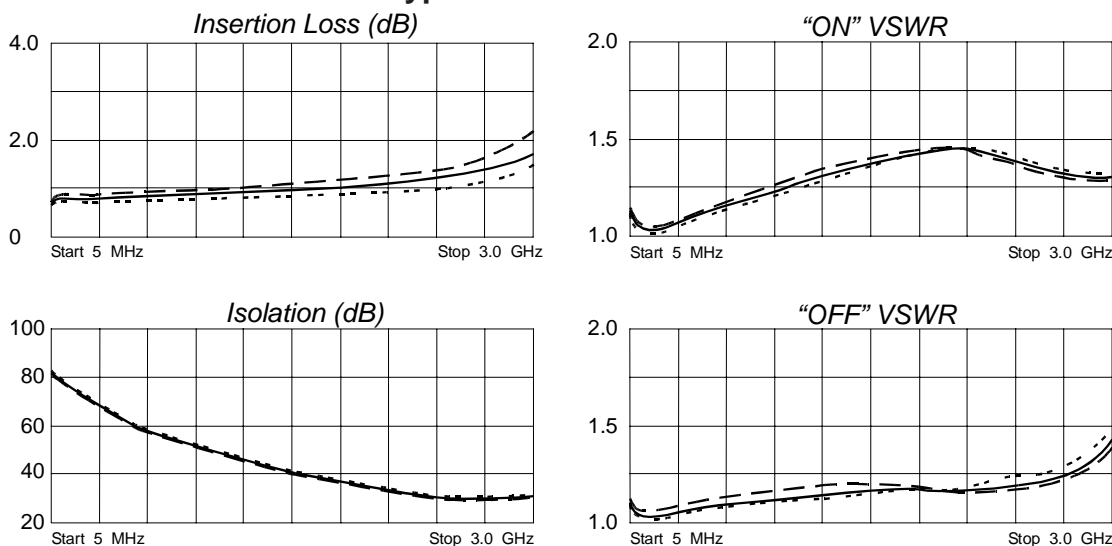 Insertion Loss (dB)
4.0
2.0
0
Start 5 MHz
Stop 3.0 GHz
"ON" VSWR
2.0
1.5
1.0
Start 5 MHz
Stop 3.0 GHz
Isolation (dB)
100
80
60
40
20
Start 5 MHz
Stop 3.0 GHz
"OFF" VSWR
2.0
1.5
1.0
Start 5 MHz
Stop 3.0 GHz